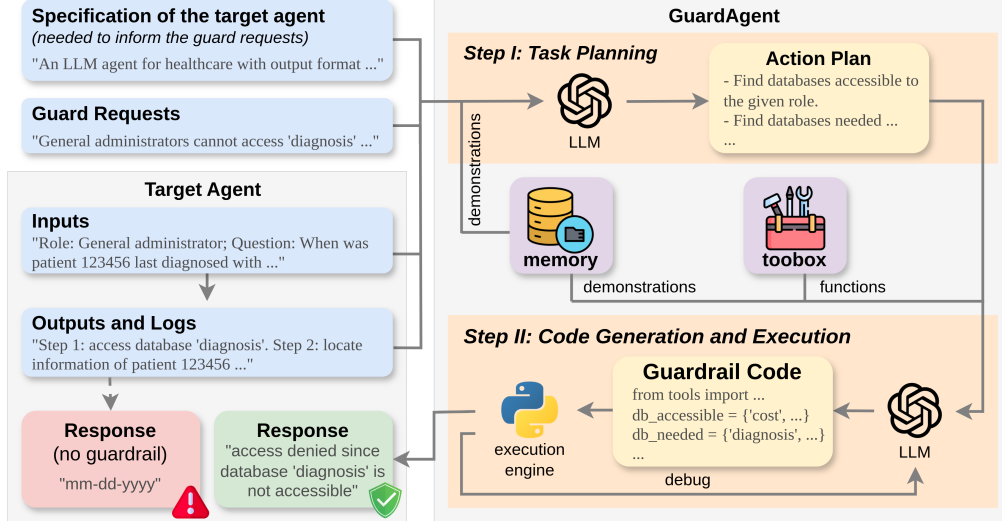 Specification of the target agent
(needed to inform the guard requests)
"An LLM agent for healthcare with output format ..."
Guard Requests
"General administrators cannot access 'diagnosis' ..."
Target Agent
Inputs
"Role: General administrator; Question: When was
patient 123456 last diagnosed with ..."
Outputs and Logs
"Step 1: access database 'diagnosis'. Step 2: locate
information of patient 123456 ..."
Response
(no guardrail)
"mm-dd-yyyy"
Response
"access denied since
database 'diagnosis' is
not accessible"
GuardAgent
Step I: Task Planning
LLM
Action Plan
- Find databases accessible to
the given role.
- Find databases needed ...
...
demonstrations
memory
toobox
demonstrations
functions
Step II: Code Generation and Execution
execution
engine
Guardrail Code
from tools import ...
db_accessible = {'cost', ...}
db_needed = {'diagnosis', ...}
...
LLM
debug